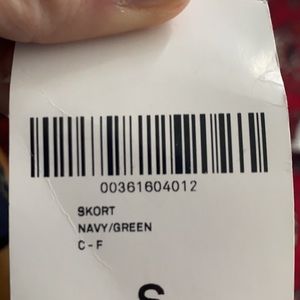 00361604012
SKORT
NAVY/GREEN
C - F
S